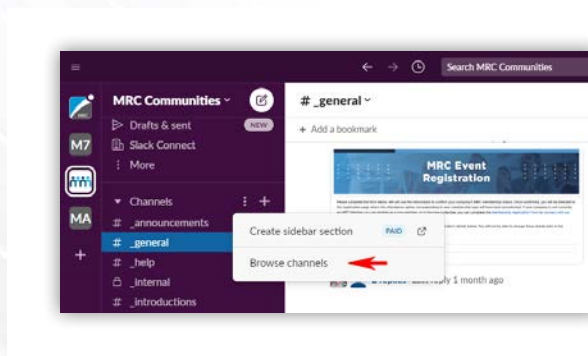 Search MRC Communities
MRC Communities
# _general
Drafts & sent
NEW
+ Add a bookmark
M7
Slack Connect
More
MRC Event
Registration
Channels
MA
# _announcements
# _general
# _help
_internal
# _introductions
Create sidebar section PAID
Browse channels
reply 1 month ago